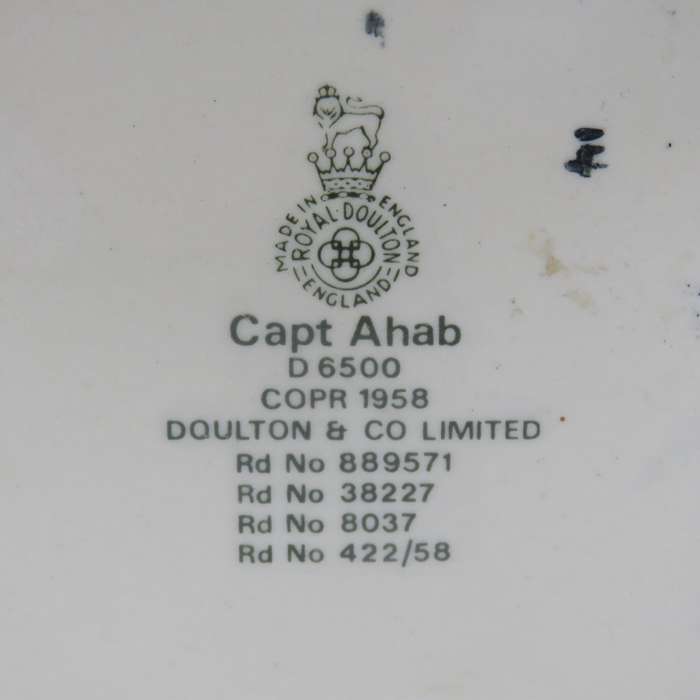 MADE IN ENGLAND
ROYAL DOULTON
ENGLAND
Capt Ahab
D 6500
COPR 1958
DOULTON & CO LIMITED
Rd No 889571
Rd No 38227
Rd No 8037
Rd No 422/58